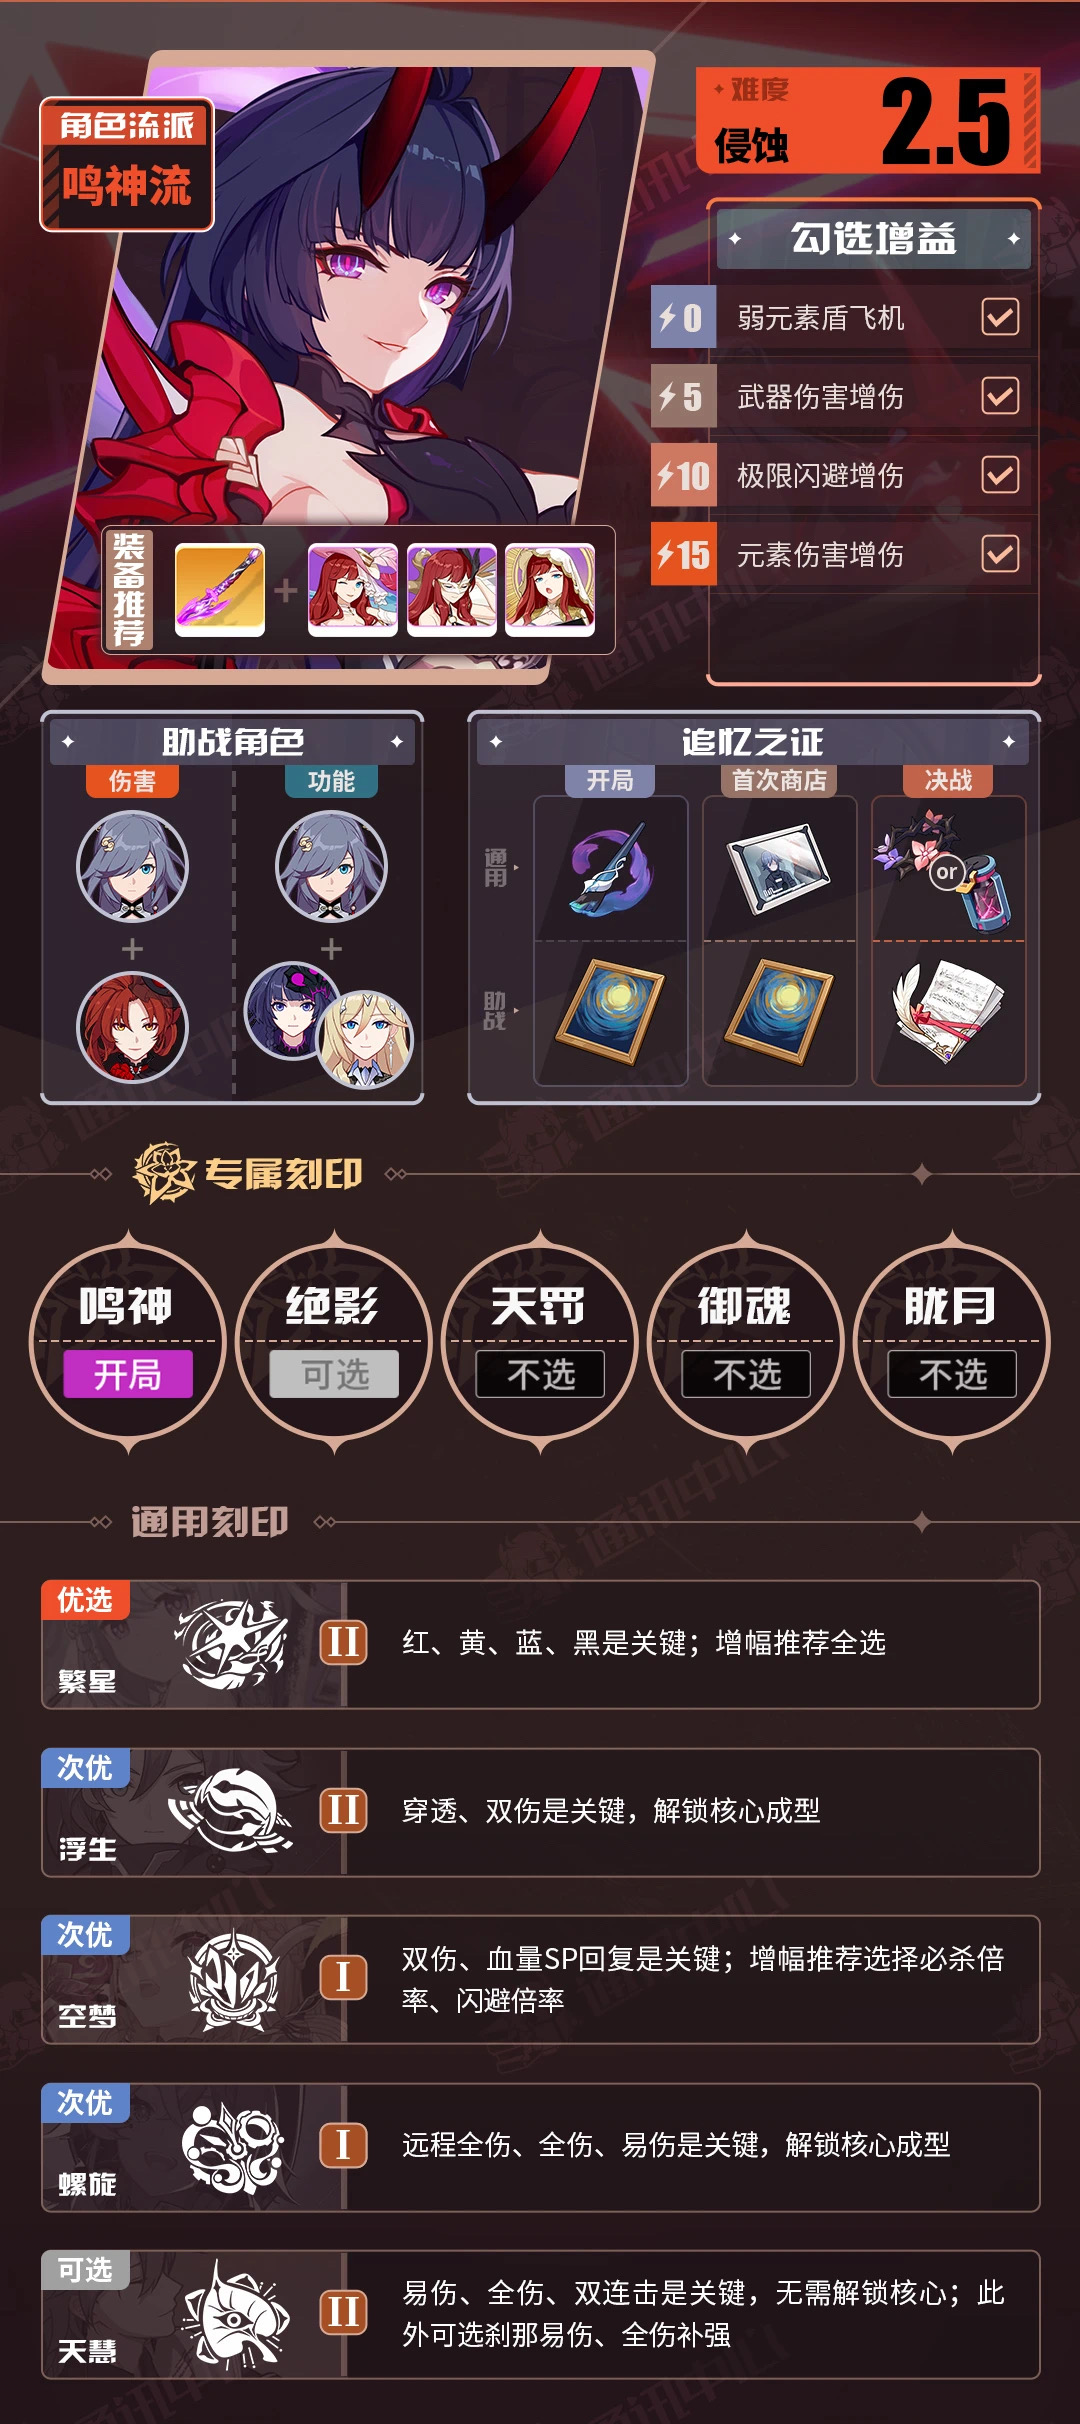 角色流派
鸣神流
难度
侵蚀
2.5
勾选增益
0 弱元素盾飞机
5 武器伤害增伤
10 极限闪避增伤
15 元素伤害增伤
装备推荐
助战角色
伤害
功能
追忆之证
开局
首次商店
决战
通用
or
助战
专属刻印
鸣神
开局
绝影
可选
天罚
不选
御魂
不选
胧月
不选
通用刻印
优选
繁星
II
红、黄、蓝、黑是关键；增幅推荐全选
次优
浮生
II
穿透、双伤是关键，解锁核心成型
次优
空梦
I
双伤、血量SP回复是关键；增幅推荐选择必杀倍
率、闪避倍率
次优
螺旋
I
远程全伤、全伤、易伤是关键，解锁核心成型
可选
天慧
II
易伤、全伤、双连击是关键，无需解锁核心；此
外可选刹那易伤、全伤补强